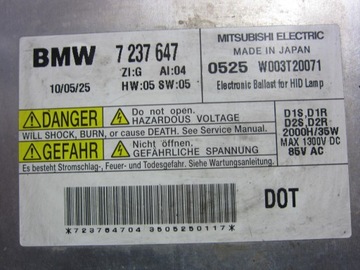 BMW 7 237 647
MITSUBISHI ELECTRIC
MADE IN JAPAN
ZI:G AI:04
10/05/25 HW:05 SW:05
0525 W003T20071
Electronic Ballast for HID Lamp
DANGER Do not open.
HAZARDOUS VOLTAGE
WILL SHOCK, BURN, or cause DEATH. See Service Manual.
GEFAHR Nicht öffnen.
GEFÄHRLICHE SPANNUNG
Es besteht Stromschlag-, Feuer- und Todesgefahr. Siehe Wartungsanleitung.
D1S,D1R
D2S,D2R
2000H/35W
MAX 1300V DC
85V AC
DOT
*723764704 3505250117*